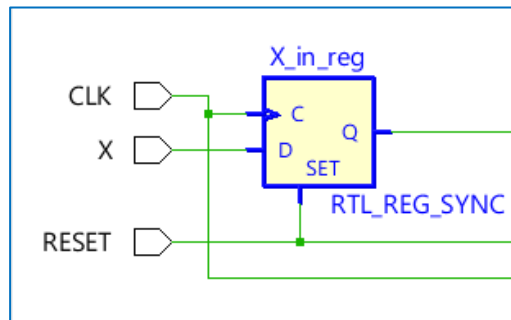 X_in_reg
CLK
C
X
D
Q
SET
RTL_REG_SYNC
RESET